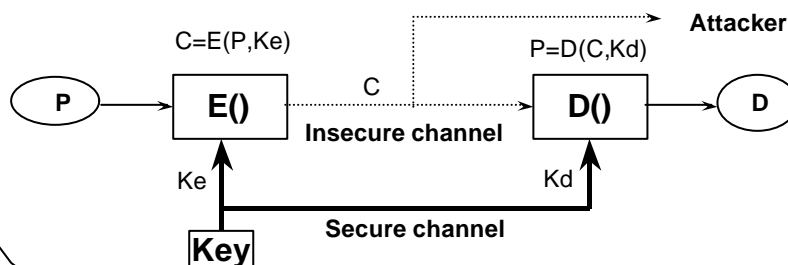 Attacker
C=E(P,Ke)
P=D(C,Kd)
P
E()
C
D()
D
Insecure channel
Ke
Kd
Secure channel
Key